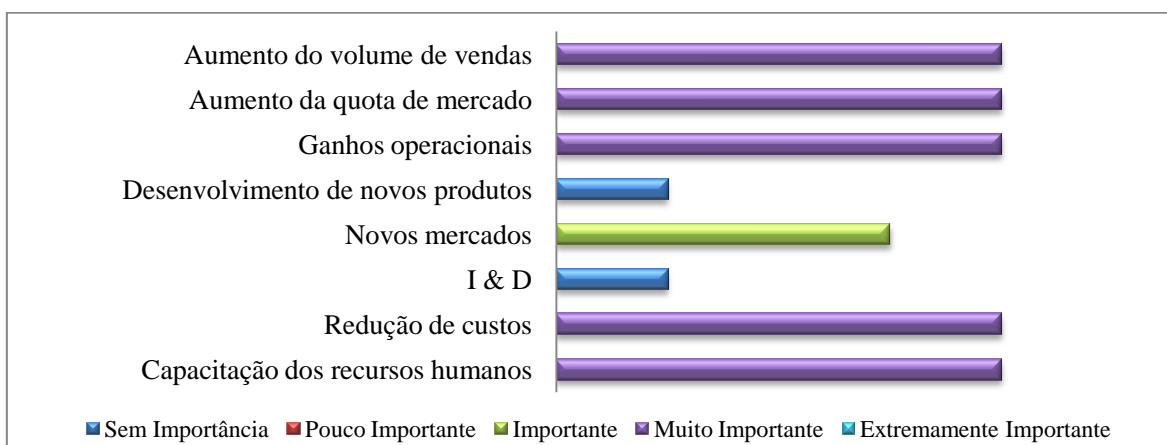 Aumento do volume de vendas
Aumento da quota de mercado
Ganhos operacionais
Desenvolvimento de novos produtos
Novos mercados
I & D
Redução de custos
Capacitação dos recursos humanos
Sem Importância Pouco Importante Importante Muito Importante Extremamente Importante